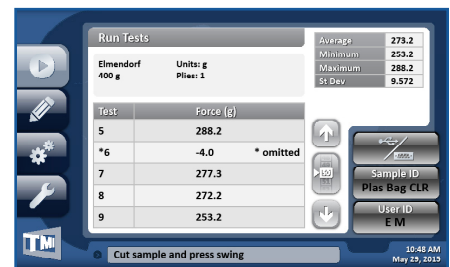 Run Tests
Elmendorf Units: g
400 g Plies: 1
Average 273.2
Minimum 253.2
Maximum 288.2
St Dev 9.572
Test Force (g)
5 288.2
*6 -4.0 * omitted
7 277.3
8 272.2
9 253.2
Sample ID
Plas Bag CLR
User ID
E M
TMI
Cut sample and press swing
10:48 AM
May 29, 2015